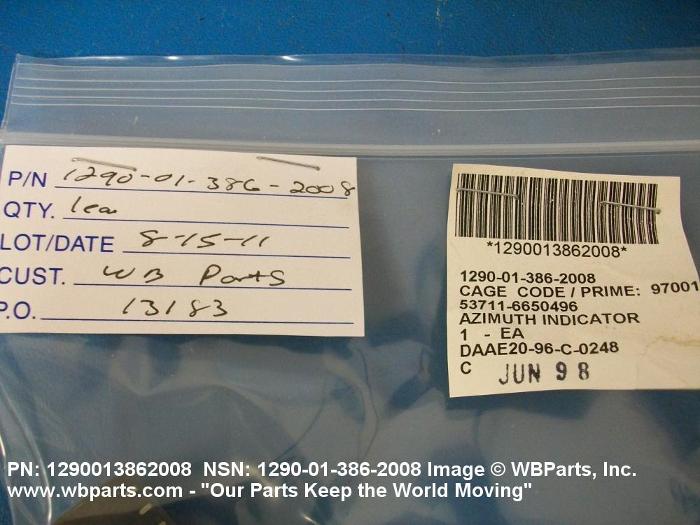 P/N 1290-01-386-2008
QTY. 1ea
LOT/DATE 8-15-11
CUST. WB Parts
P.O. 13183
*1290013862008*
1290-01-386-2008
CAGE CODE / PRIME: 97001
53711-6650496
AZIMUTH INDICATOR
1 - EA
DAAE20-96-C-0248
C JUN 98
PN: 1290013862008 NSN: 1290-01-386-2008 Image © WBParts, Inc.
www.wbparts.com - "Our Parts Keep the World Moving"